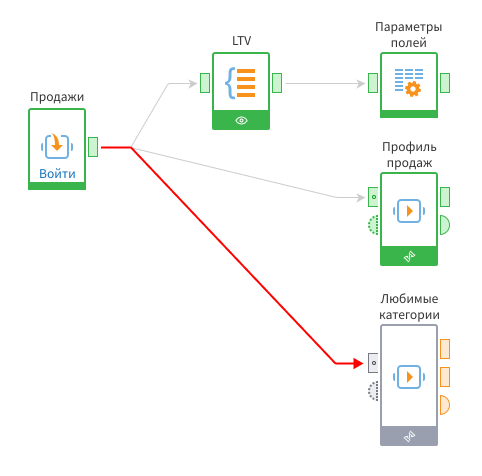 Параметры
полей
LTV
Продажи
Войти
Профиль
продаж
Любимые
категории